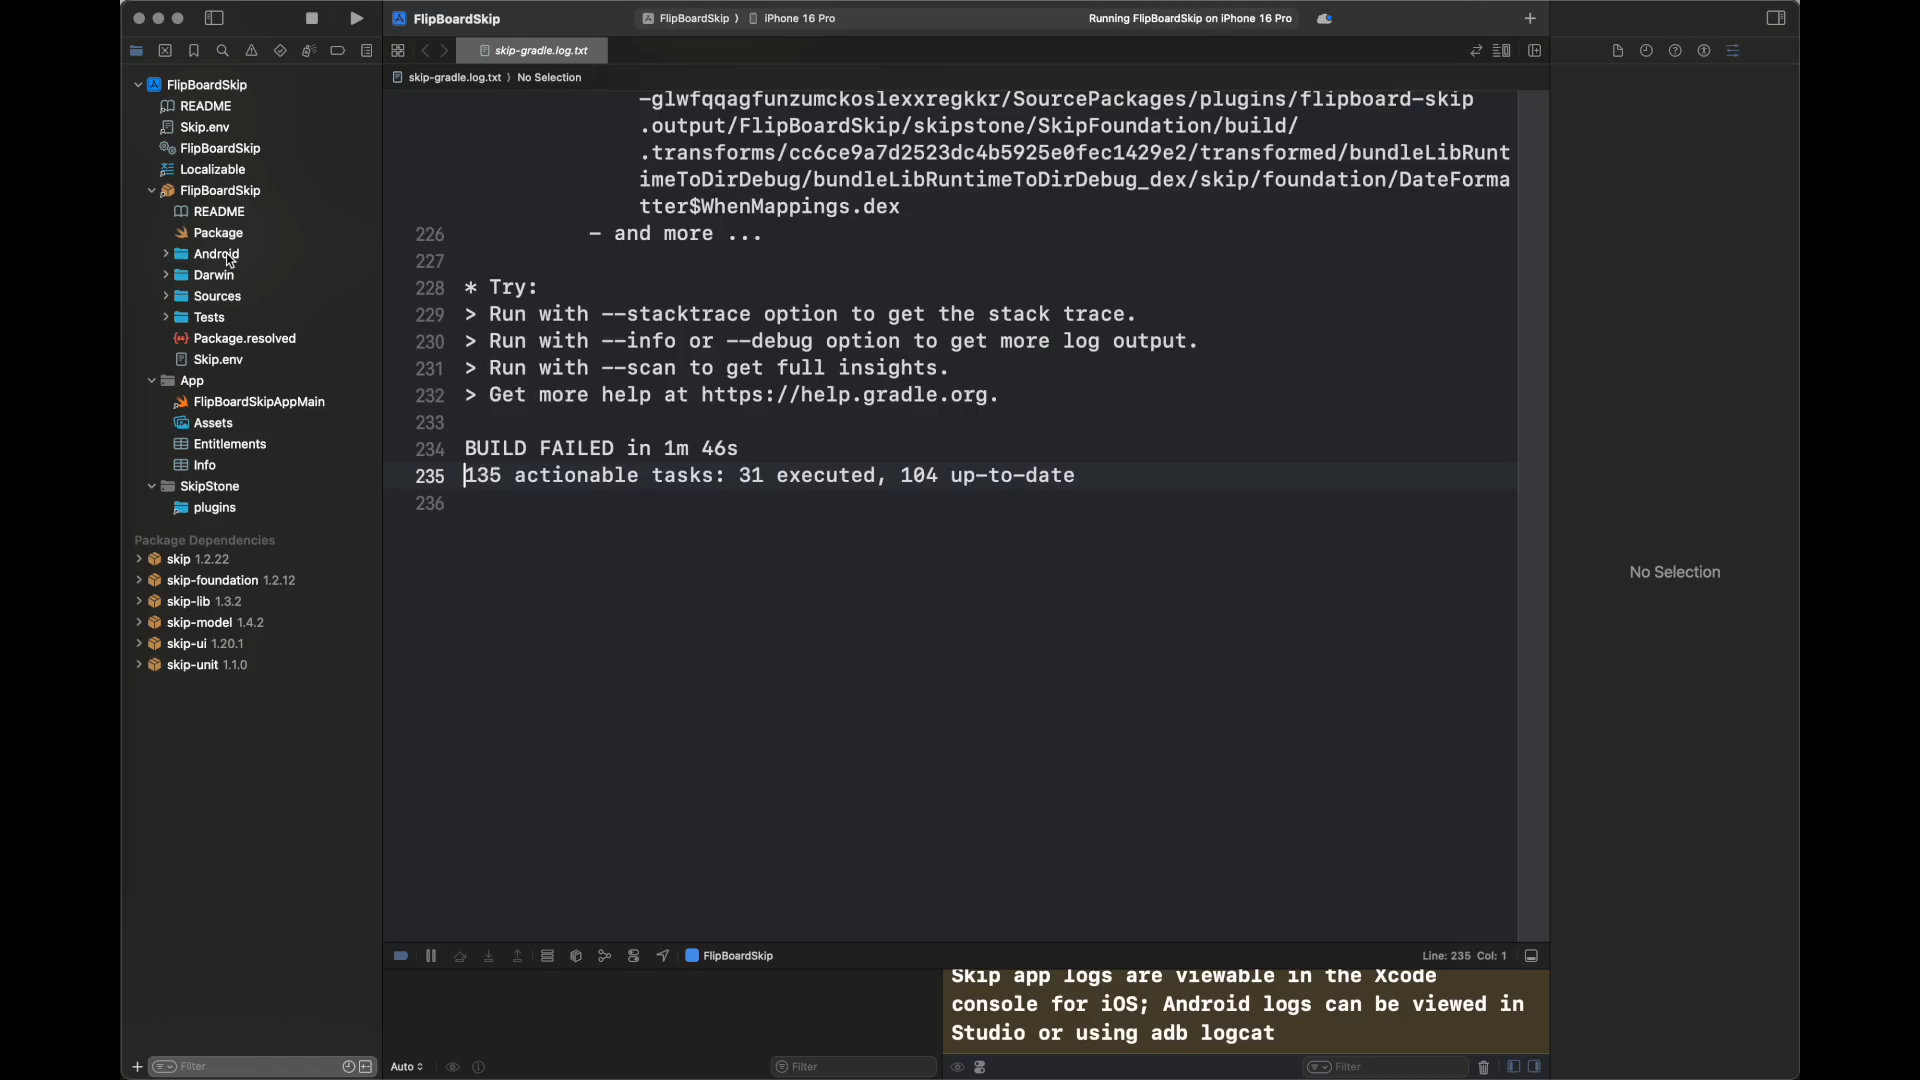 FlipBoardSkip
FlipBoardSkip ⟩ iPhone 16 Pro
Running FlipBoardSkip on iPhone 16 Pro
skip-gradle.log.txt
skip-gradle.log.txt ⟩ No Selection
FlipBoardSkip
README
Skip.env
FlipBoardSkip
Localizable
FlipBoardSkip
README
Package
Android
Darwin
Sources
Tests
Package.resolved
Skip.env
App
FlipBoardSkipAppMain
Assets
Entitlements
Info
SkipStone
plugins
Package Dependencies
skip 1.2.22
skip-foundation 1.2.12
skip-lib 1.3.2
skip-model 1.4.2
skip-ui 1.20.1
skip-unit 1.1.0
Filter
-glwfqqagfunzumckoslexxregkkr/SourcePackages/plugins/flipboard-skip
.output/FlipBoardSkip/skipstone/SkipFoundation/build/
.transforms/cc6ce9a7d2523dc4b5925e0fec1429e2/transformed/bundleLibRunt
imeToDirDebug/bundleLibRuntimeToDirDebug_dex/skip/foundation/DateForma
tter$WhenMappings.dex
226 - and more ...
227
228 * Try:
229 > Run with --stacktrace option to get the stack trace.
230 > Run with --info or --debug option to get more log output.
231 > Run with --scan to get full insights.
232 > Get more help at https://help.gradle.org.
233
234 BUILD FAILED in 1m 46s
235 135 actionable tasks: 31 executed, 104 up-to-date
236
FlipBoardSkip
Line: 235 Col: 1
Auto
Filter
Skip app logs are viewable in the Xcode
console for iOS; Android logs can be viewed in
Studio or using adb logcat
Filter
No Selection